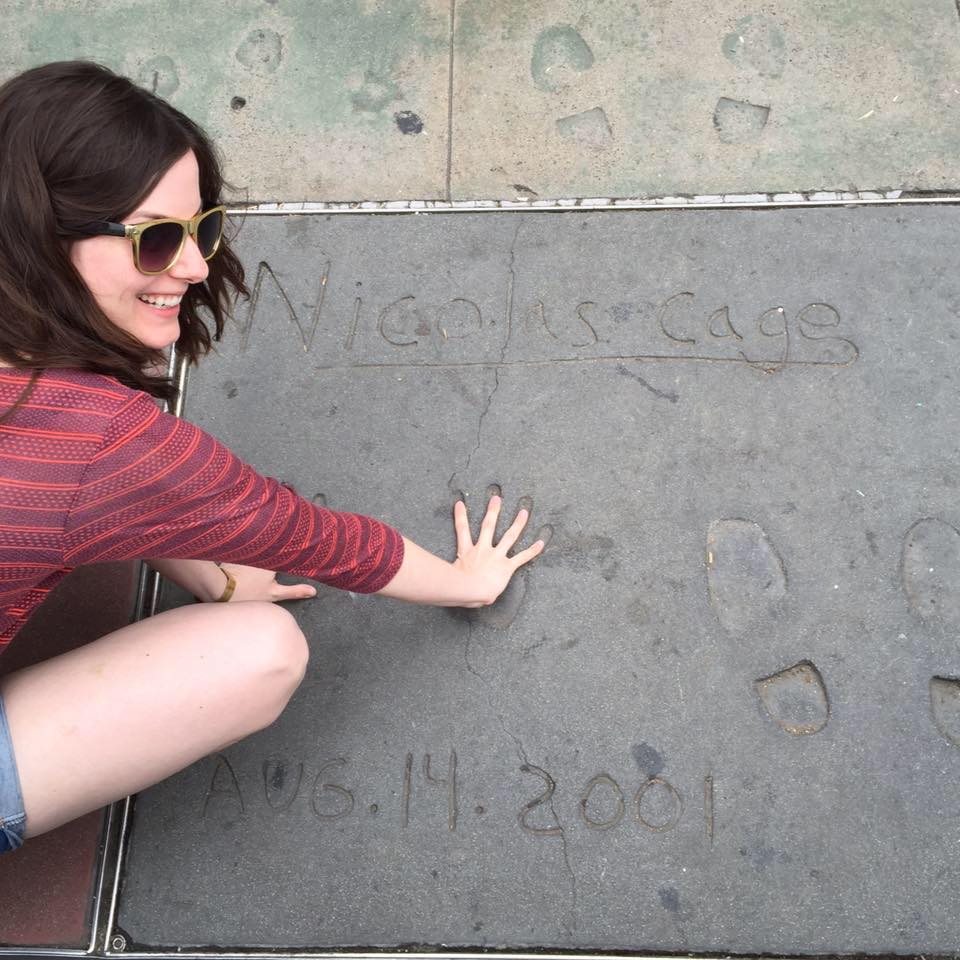 Nicolas Cage
AUG. 14. 2001